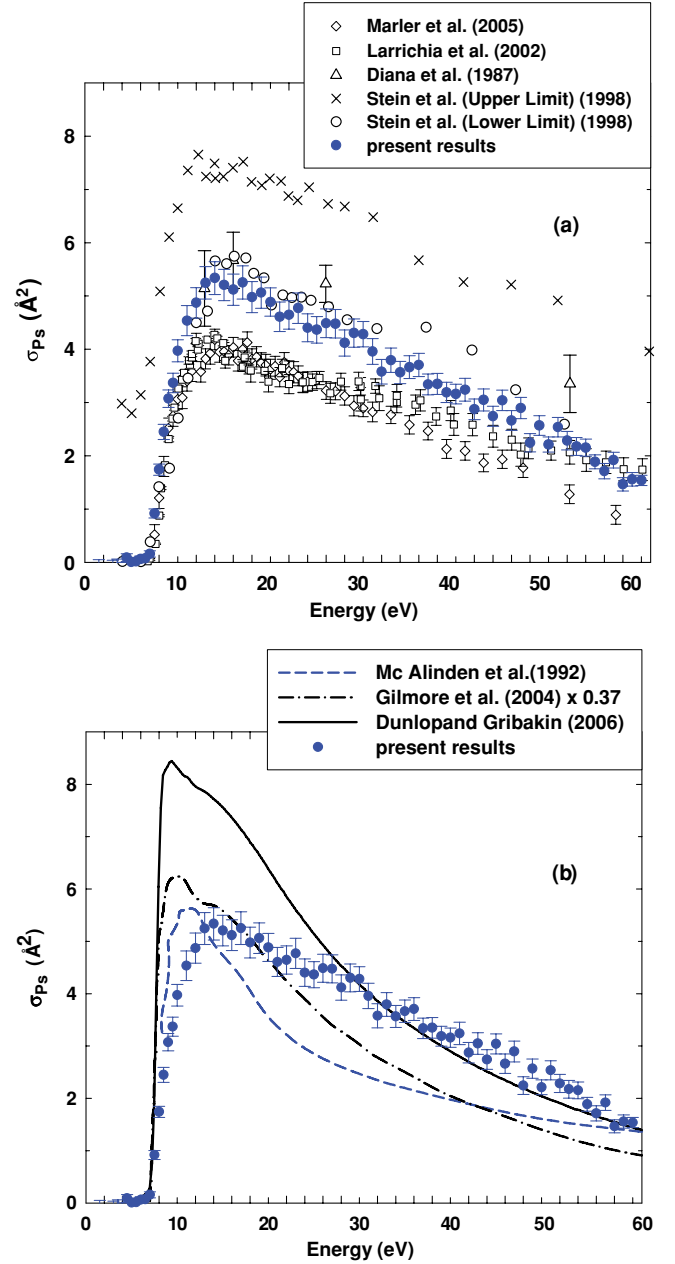 Marler et al. (2005)
Larrichia et al. (2002)
Diana et al. (1987)
Stein et al. (Upper Limit) (1998)
Stein et al. (Lower Limit) (1998)
present results
(a)
8
6
4
2
0
σPs (Å²)
0 10 20 30 40 50 60
Energy (eV)
Mc Alinden et al.(1992)
Gilmore et al. (2004) x 0.37
Dunlopand Gribakin (2006)
present results
(b)
8
6
4
2
0
σPs (Å²)
0 10 20 30 40 50 60
Energy (eV)